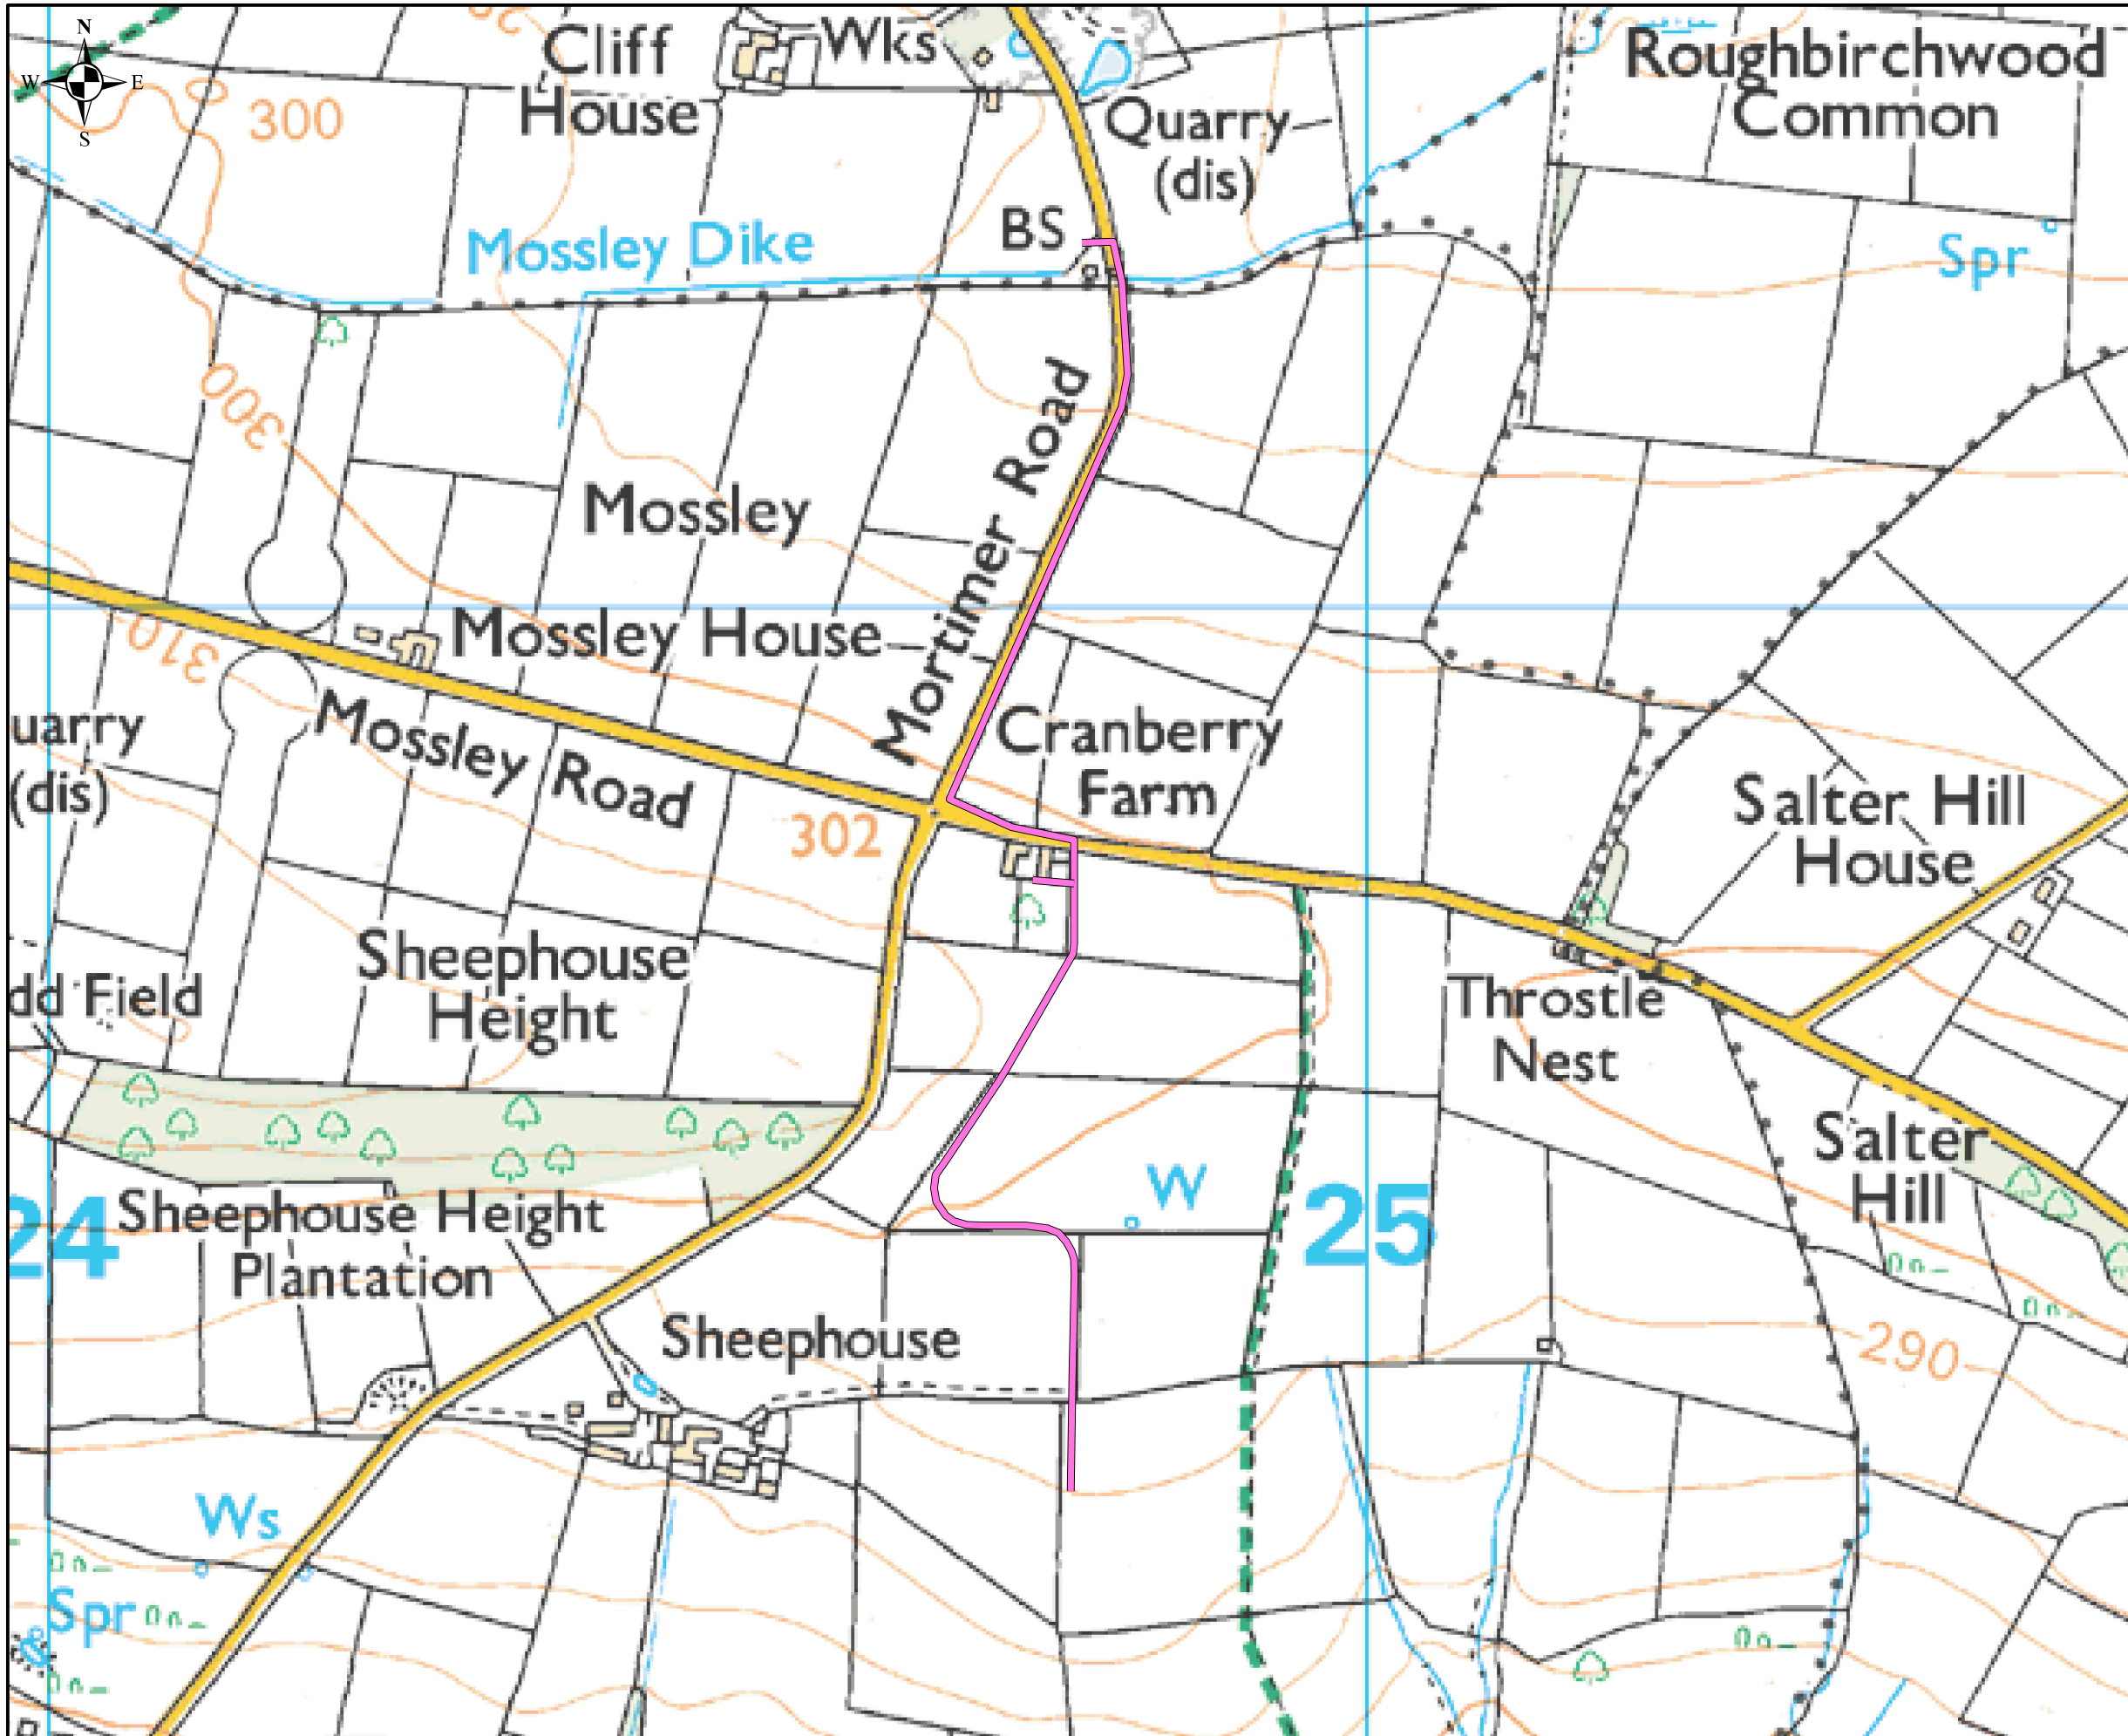 N
W
E
S
Cliff
House
Wks
Quarry
(dis)
Roughbirchwood
Common
300
BS
Mossley Dike
Spr
300
Mortimer Road
Mossley
Mossley House
310
Mossley Road
uarry
(dis)
Cranberry
Farm
302
Salter Hill
House
Sheephouse
Height
dd Field
Throstle
Nest
Salter
Hill
W
24
25
Sheephouse Height
Plantation
Sheephouse
290
Ws
Spr